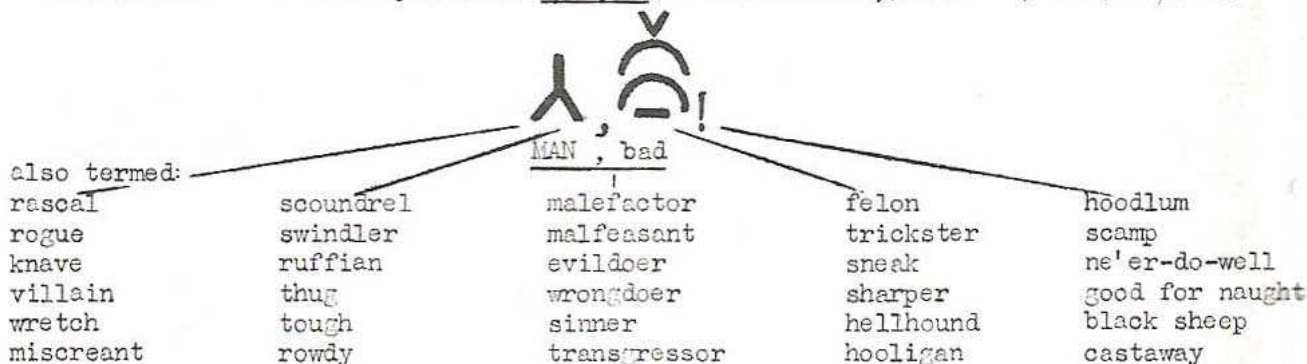 MAN , bad
also termed:
rascal scoundrel malefactor felon hoodlum
rogue swindler malfeasant trickster scamp
knave ruffian evildoer sneak ne'er-do-well
villain thug wrongdoer sharper good for naught
wretch tough sinner hellhound black sheep
miscreant rowdy transgressor hooligan castaway